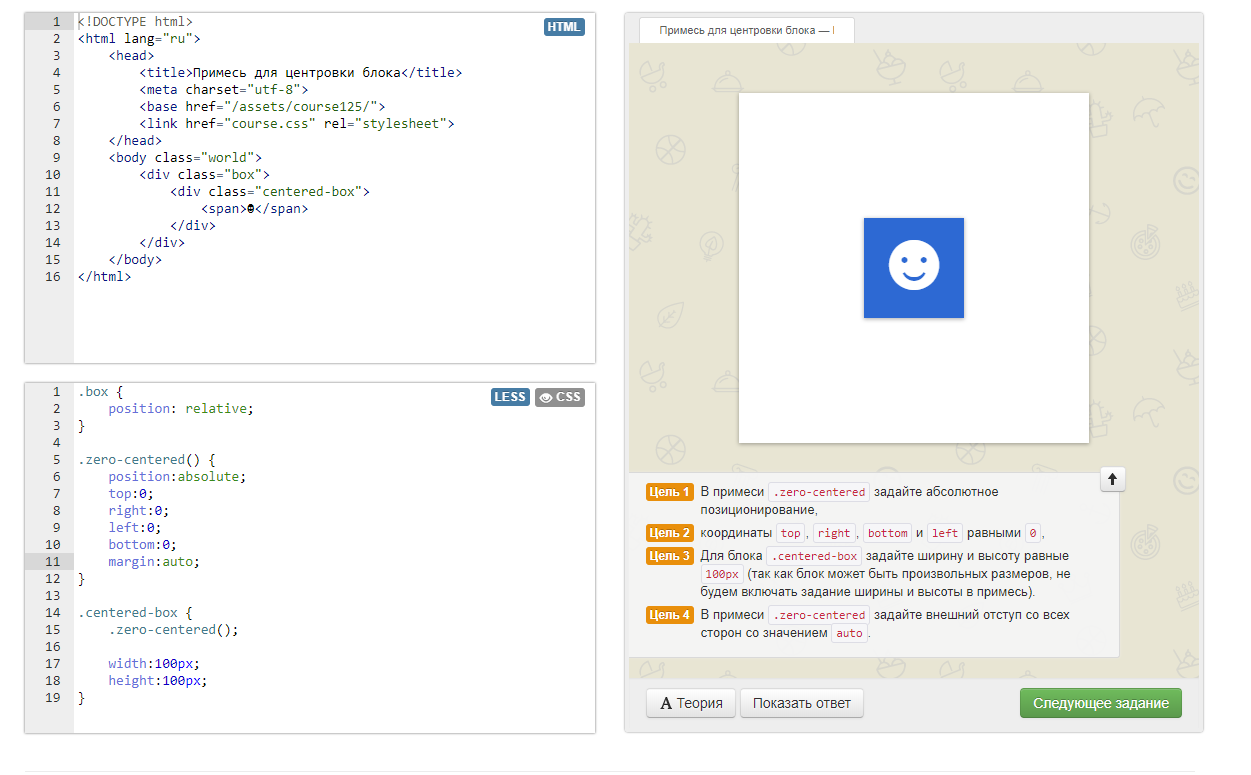 1 <!DOCTYPE html>
HTML
2 <html lang="ru">
3 <head>
4 <title>Примесь для центровки блока</title>
5 <meta charset="utf-8">
6 <base href="/assets/course125/">
7 <link href="course.css" rel="stylesheet">
8 </head>
9 <body class="world">
10 <div class="box">
11 <div class="centered-box">
12 <span></span>
13 </div>
14 </div>
15 </body>
16 </html>
1 .box {
LESS CSS
2 position: relative;
3 }
4
5 .zero-centered() {
6 position:absolute;
7 top:0;
8 right:0;
9 left:0;
10 bottom:0;
11 margin:auto;
12 }
13
14 .centered-box {
15 .zero-centered();
16
17 width:100px;
18 height:100px;
19 }
Примесь для центровки блока —
Цель 1 В примеси .zero-centered задайте абсолютное
позиционирование,
Цель 2 координаты top, right, bottom и left равными 0,
Цель 3 Для блока .centered-box задайте ширину и высоту равные
100px (так как блок может быть произвольных размеров, не
будем включать задание ширины и высоты в примесь).
Цель 4 В примеси .zero-centered задайте внешний отступ со всех
сторон со значением auto.
A Теория
Показать ответ
Следующее задание